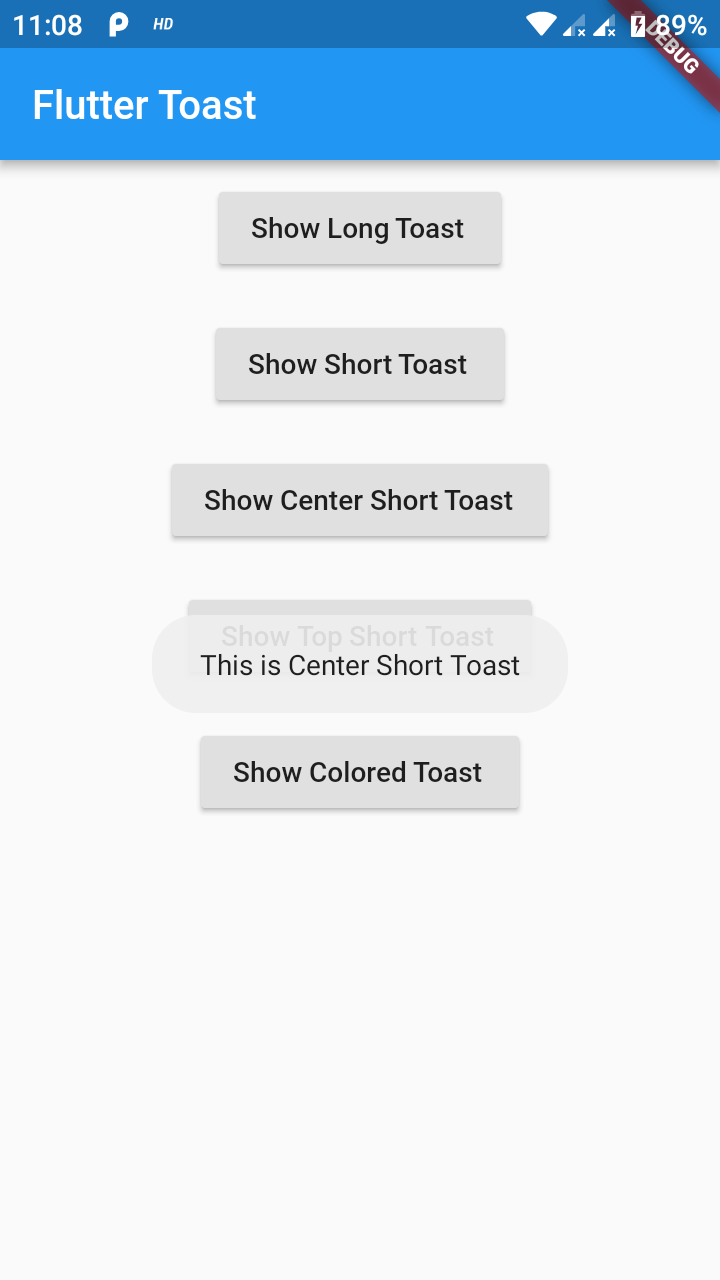 11:08 HD 89%
DEBUG
Flutter Toast
Show Long Toast
Show Short Toast
Show Center Short Toast
Show Top Short Toast
This is Center Short Toast
Show Colored Toast